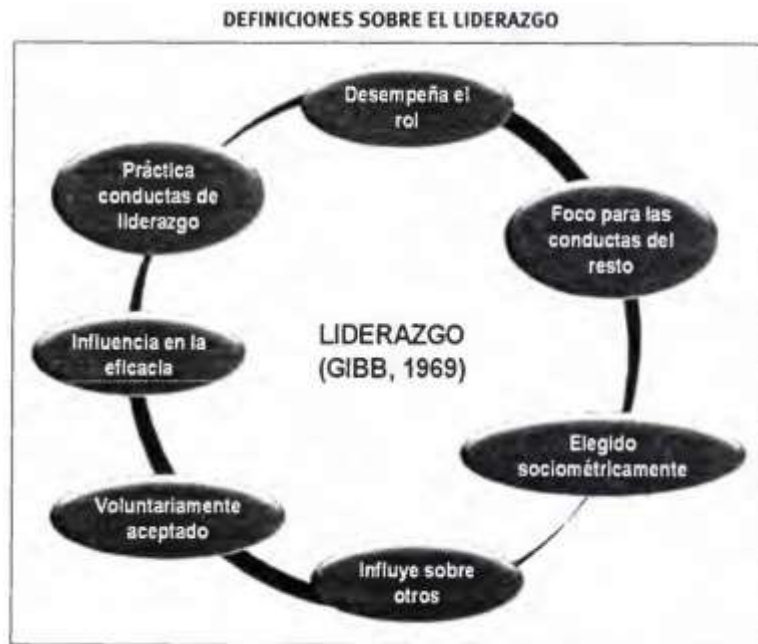 DEFINICIONES SOBRE EL LIDERAZGO
Desempeña el
rol
Foco para las
conductas del
resto
Elegido
sociométricamente
Influye sobre
otros
Voluntariamente
aceptado
Influencia en la
eficacia
Práctica
conductas de
liderazgo
LIDERAZGO
(GIBB, 1969)